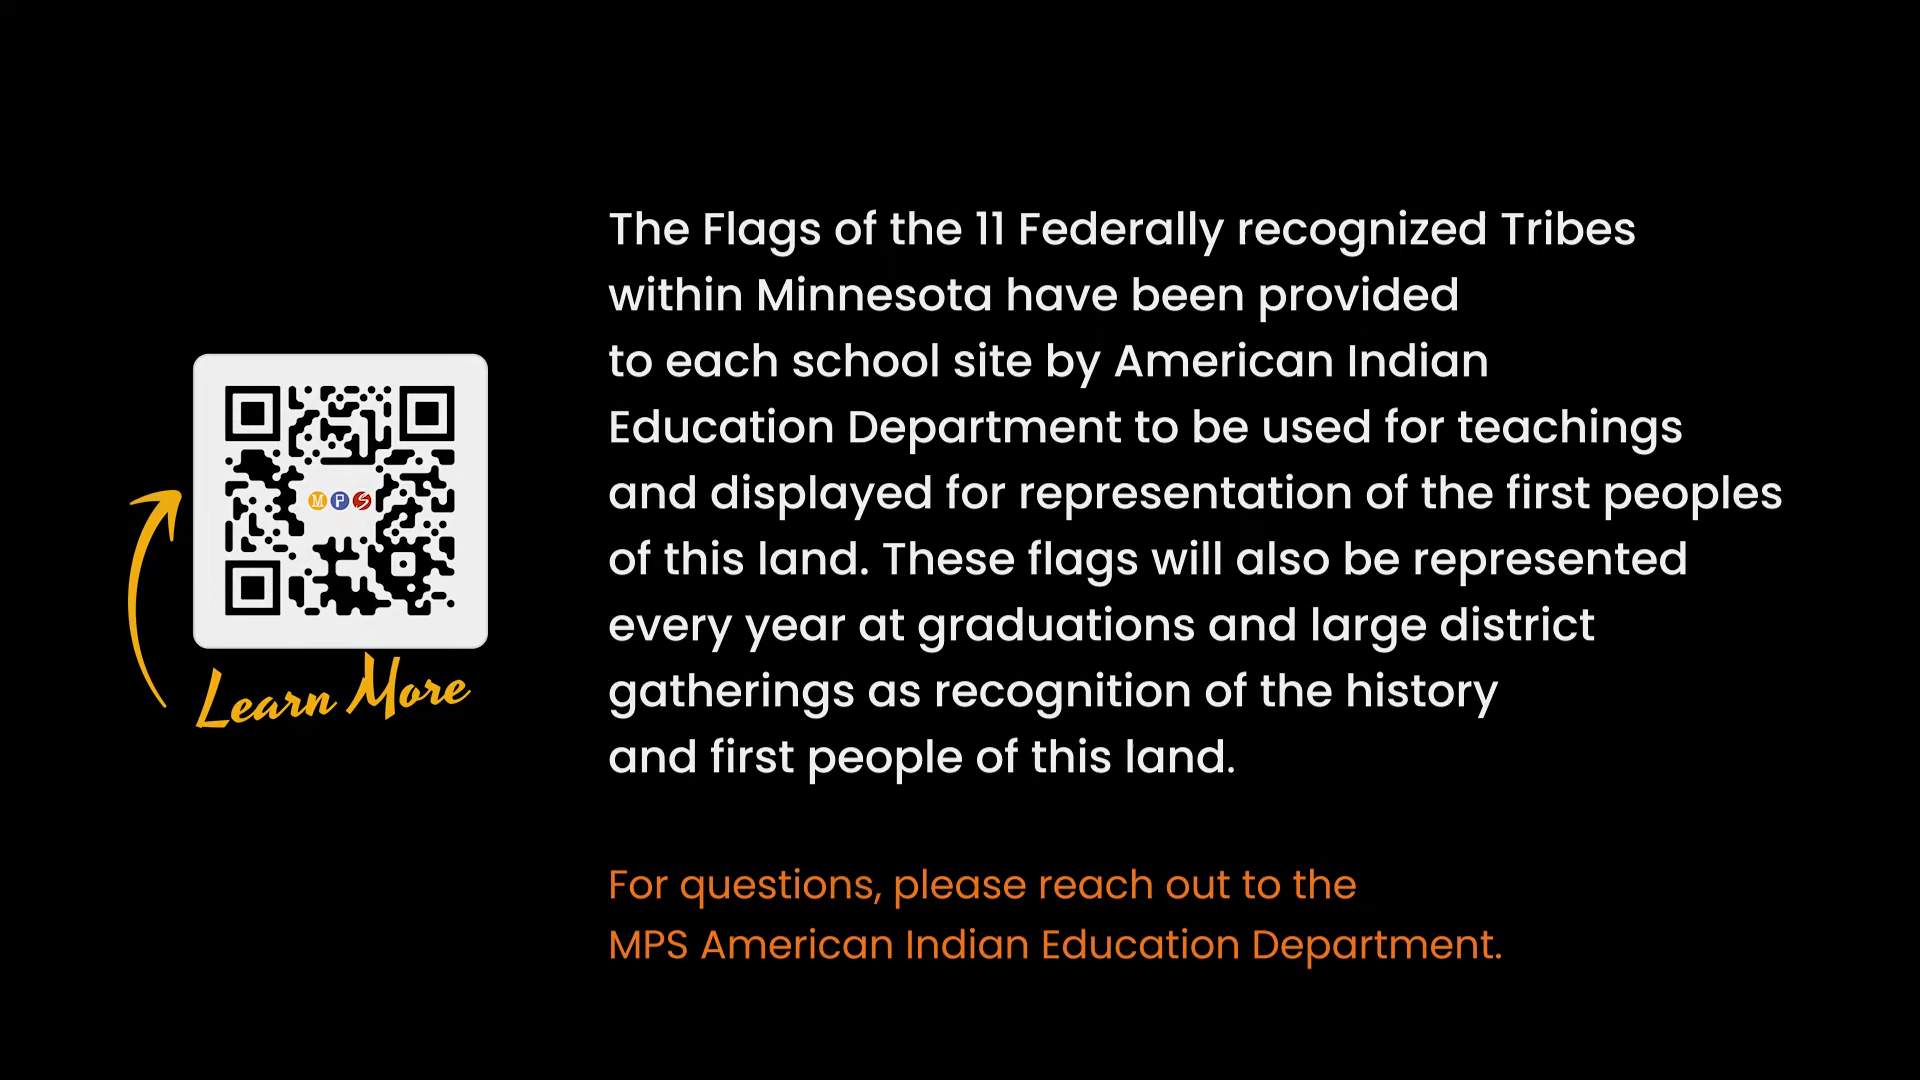 The Flags of the 11 Federally recognized Tribes
within Minnesota have been provided
to each school site by American Indian
Education Department to be used for teachings
and displayed for representation of the first peoples
of this land. These flags will also be represented
every year at graduations and large district
gatherings as recognition of the history
and first people of this land.
MPS
Learn More
For questions, please reach out to the
MPS American Indian Education Department.